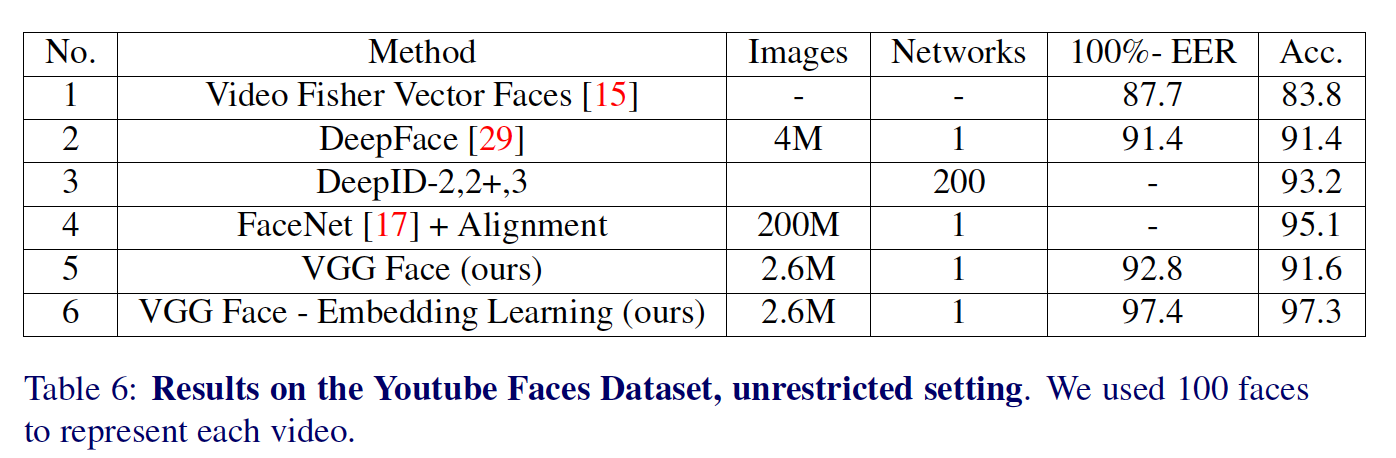 No. Method Images Networks 100%- EER Acc.
1 Video Fisher Vector Faces [15] - - 87.7 83.8
2 DeepFace [29] 4M 1 91.4 91.4
3 DeepID-2,2+,3 200 - 93.2
4 FaceNet [17] + Alignment 200M 1 - 95.1
5 VGG Face (ours) 2.6M 1 92.8 91.6
6 VGG Face - Embedding Learning (ours) 2.6M 1 97.4 97.3
Table 6: Results on the Youtube Faces Dataset, unrestricted setting. We used 100 faces
to represent each video.